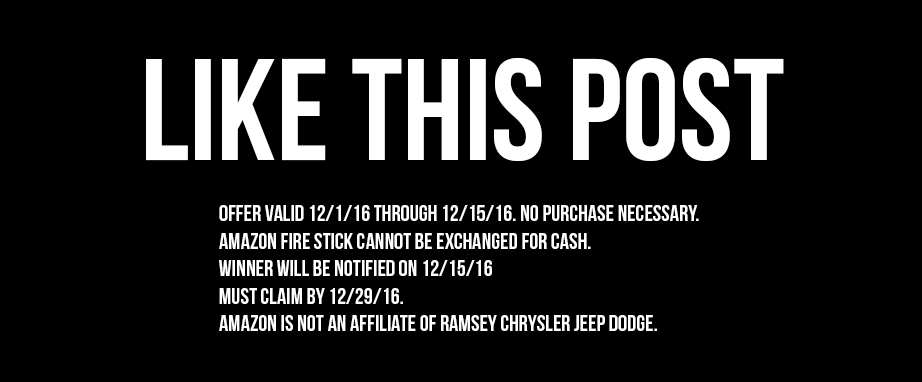 LIKE THIS POST
OFFER VALID 12/1/16 THROUGH 12/15/16. NO PURCHASE NECESSARY.
AMAZON FIRE STICK CANNOT BE EXCHANGED FOR CASH.
WINNER WILL BE NOTIFIED ON 12/15/16
MUST CLAIM BY 12/29/16.
AMAZON IS NOT AN AFFILIATE OF RAMSEY CHRYSLER JEEP DODGE.